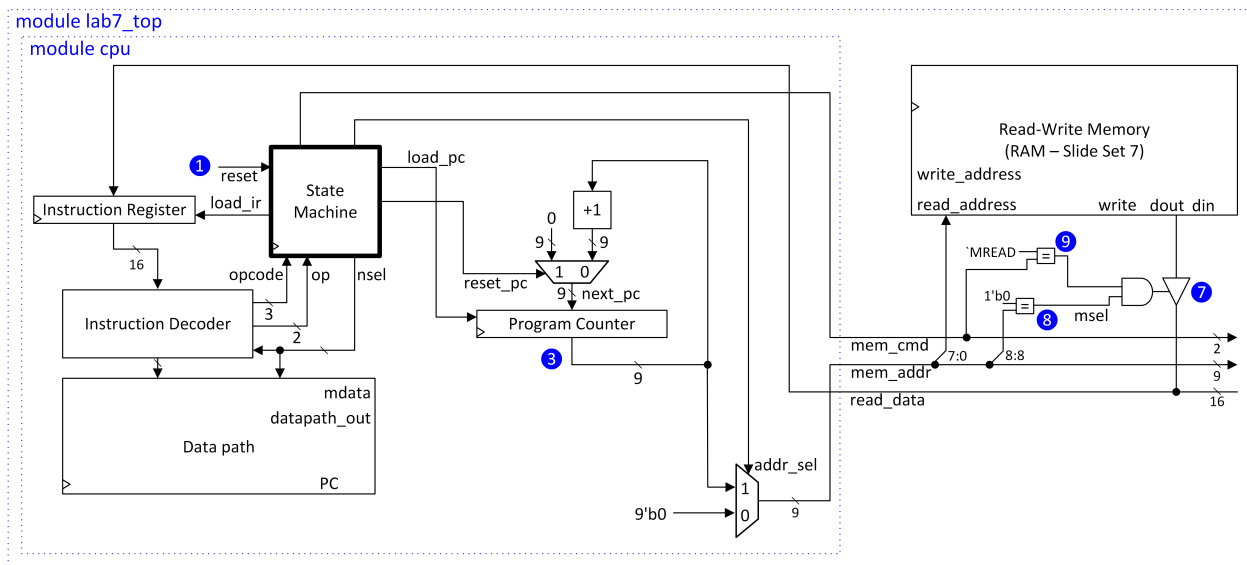 module lab7_top
module cpu
1
reset
load_ir
Instruction Register
16
State
Machine
opcode
op
nsel
3
2
Instruction Decoder
mdata
datapath_out
Data path
PC
load_pc
reset_pc
+1
0
9
9
1 0
9
next_pc
Program Counter
3
9
addr_sel
1
0
9'b0
9
Read-Write Memory
(RAM – Slide Set 7)
write_address
read_address
write dout din
`MREAD
=
9
1'b0
=
8
msel
7
mem_cmd
7:0
8:8
2
mem_addr
9
read_data
16